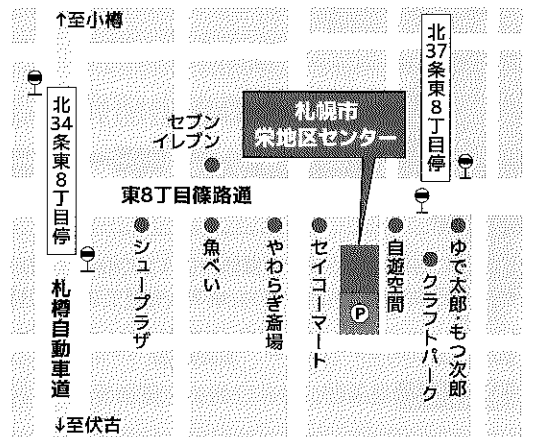 ↑至小樽
北34条東8丁目停
北37条東8丁目停
札幌市
栄地区センター
セブン
イレブン
東8丁目篠路通
シュープラザ
魚べい
やわらぎ斎場
セイコーマート
P
自遊空間
クラフトパーク
ゆで太郎・もつ次郎
札樽自動車道
↓至伏古